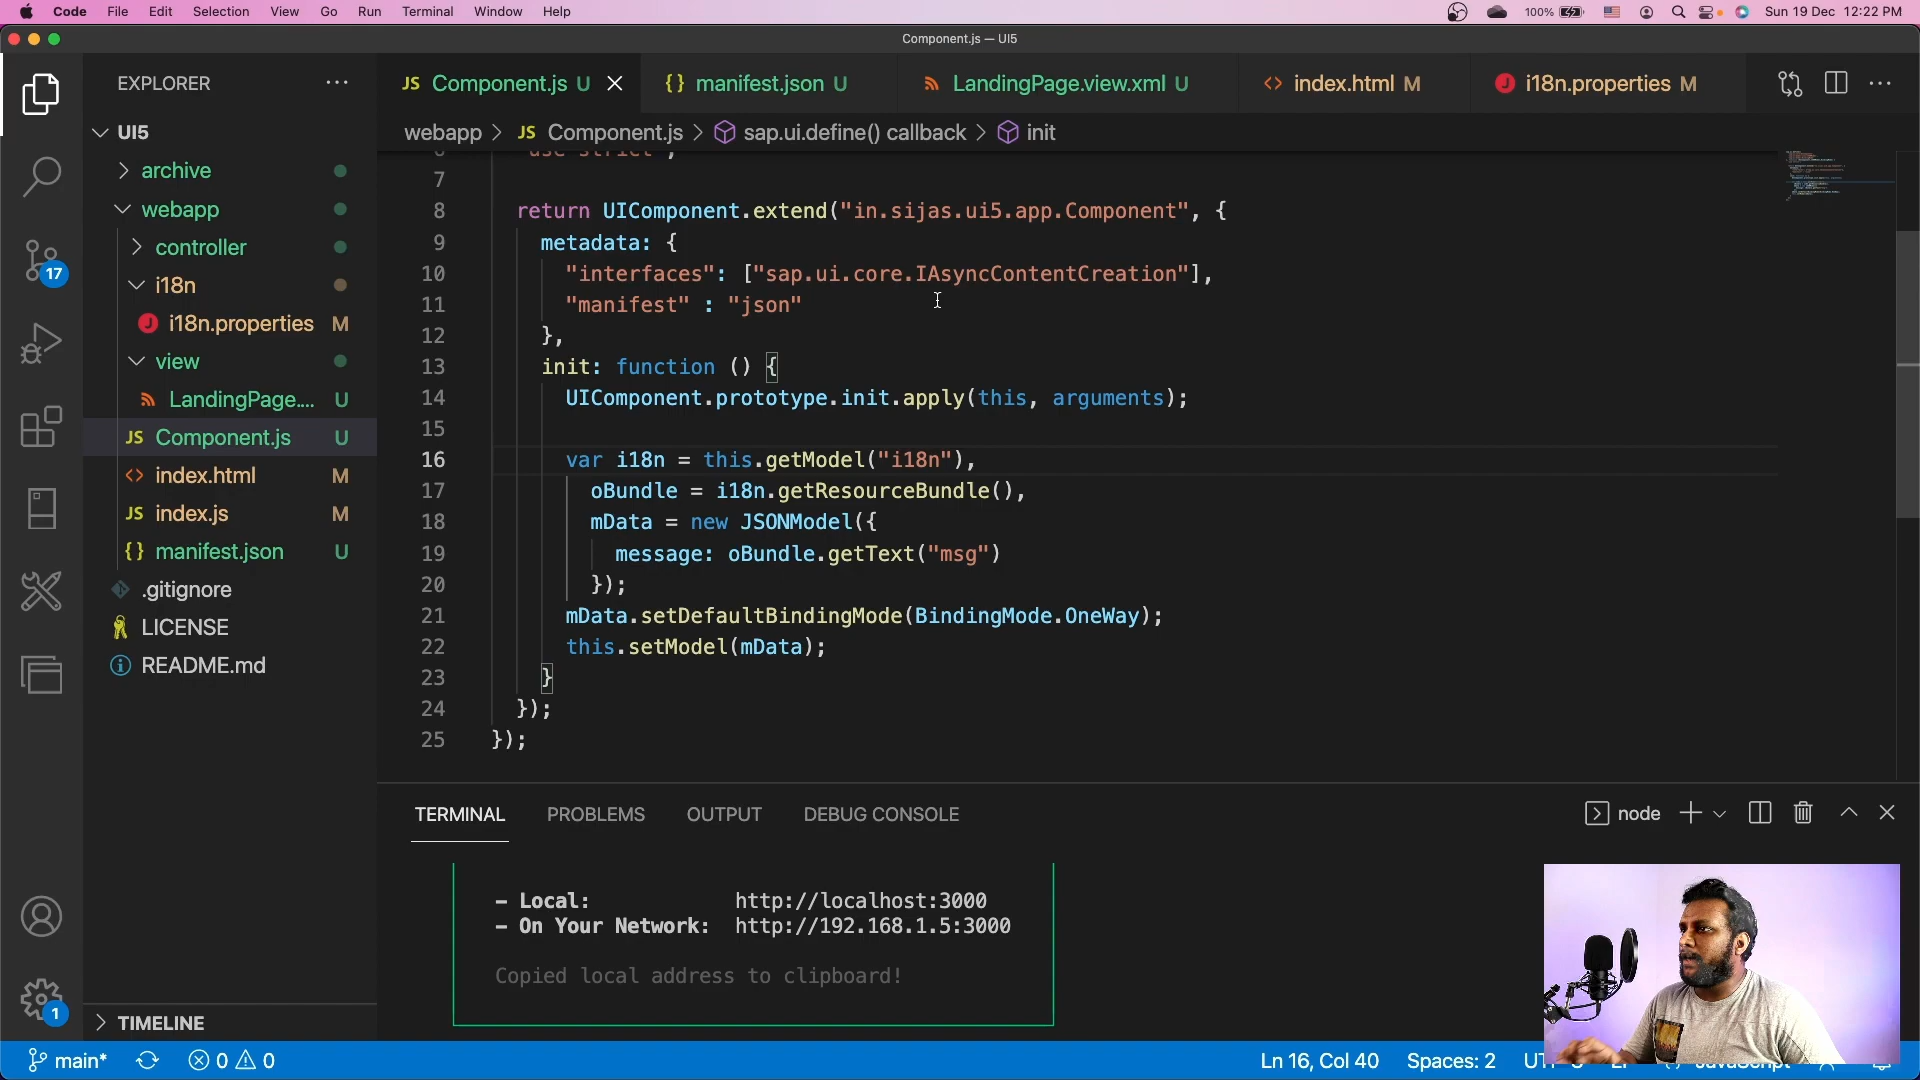 Code File Edit Selection View Go Run Terminal Window Help 100% Sun 19 Dec 12:22 PM
Component.js — UI5
EXPLORER
JS Component.js U
{} manifest.json U
LandingPage.view.xml U
<> index.html M
J i18n.properties M
webapp > JS Component.js > sap.ui.define() callback > init
UI5
archive
webapp
controller
i18n
J i18n.properties M
view
LandingPage.... U
JS Component.js U
<> index.html M
JS index.js M
{} manifest.json U
.gitignore
LICENSE
README.md
TIMELINE
17
1
6 "use strict";
7
8 return UIComponent.extend("in.sijas.ui5.app.Component", {
9 metadata: {
10 "interfaces": ["sap.ui.core.IAsyncContentCreation"],
11 "manifest" : "json"
12 },
13 init: function () {
14 UIComponent.prototype.init.apply(this, arguments);
15
16 var i18n = this.getModel("i18n"),
17 oBundle = i18n.getResourceBundle(),
18 mData = new JSONModel({
19 message: oBundle.getText("msg")
20 });
21 mData.setDefaultBindingMode(BindingMode.OneWay);
22 this.setModel(mData);
23 }
24 });
25 });
TERMINAL PROBLEMS OUTPUT DEBUG CONSOLE
node
– Local: http://localhost:3000
– On Your Network: http://192.168.1.5:3000
Copied local address to clipboard!
main* 0 0
Ln 16, Col 40 Spaces: 2